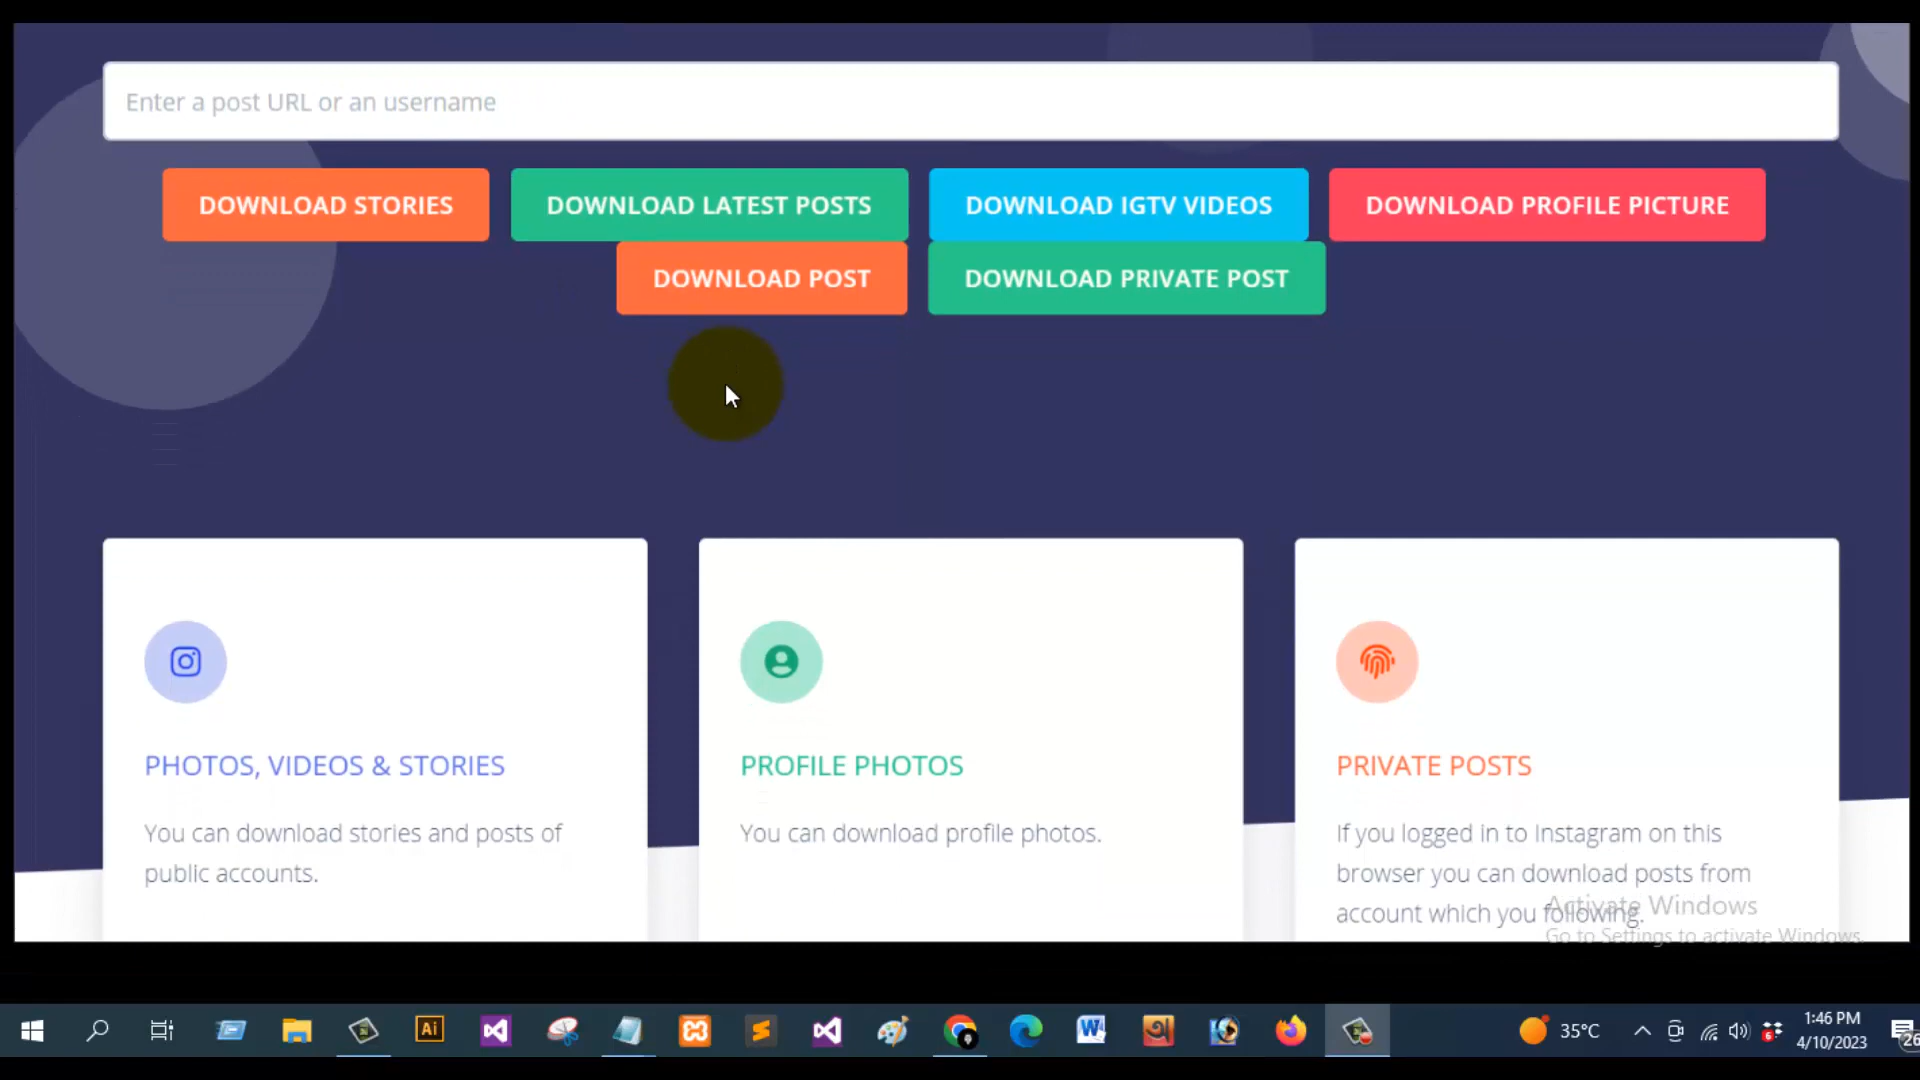 Enter a post URL or an username
DOWNLOAD STORIES
DOWNLOAD LATEST POSTS
DOWNLOAD IGTV VIDEOS
DOWNLOAD PROFILE PICTURE
DOWNLOAD POST
DOWNLOAD PRIVATE POST
PHOTOS, VIDEOS & STORIES
You can download stories and posts of
public accounts.
PROFILE PHOTOS
You can download profile photos.
PRIVATE POSTS
If you logged in to Instagram on this
browser you can download posts from
account which you following.
Activate Windows
Go to Settings to activate Windows.
Ai
W
35°C
6
1:46 PM
4/10/2023
26